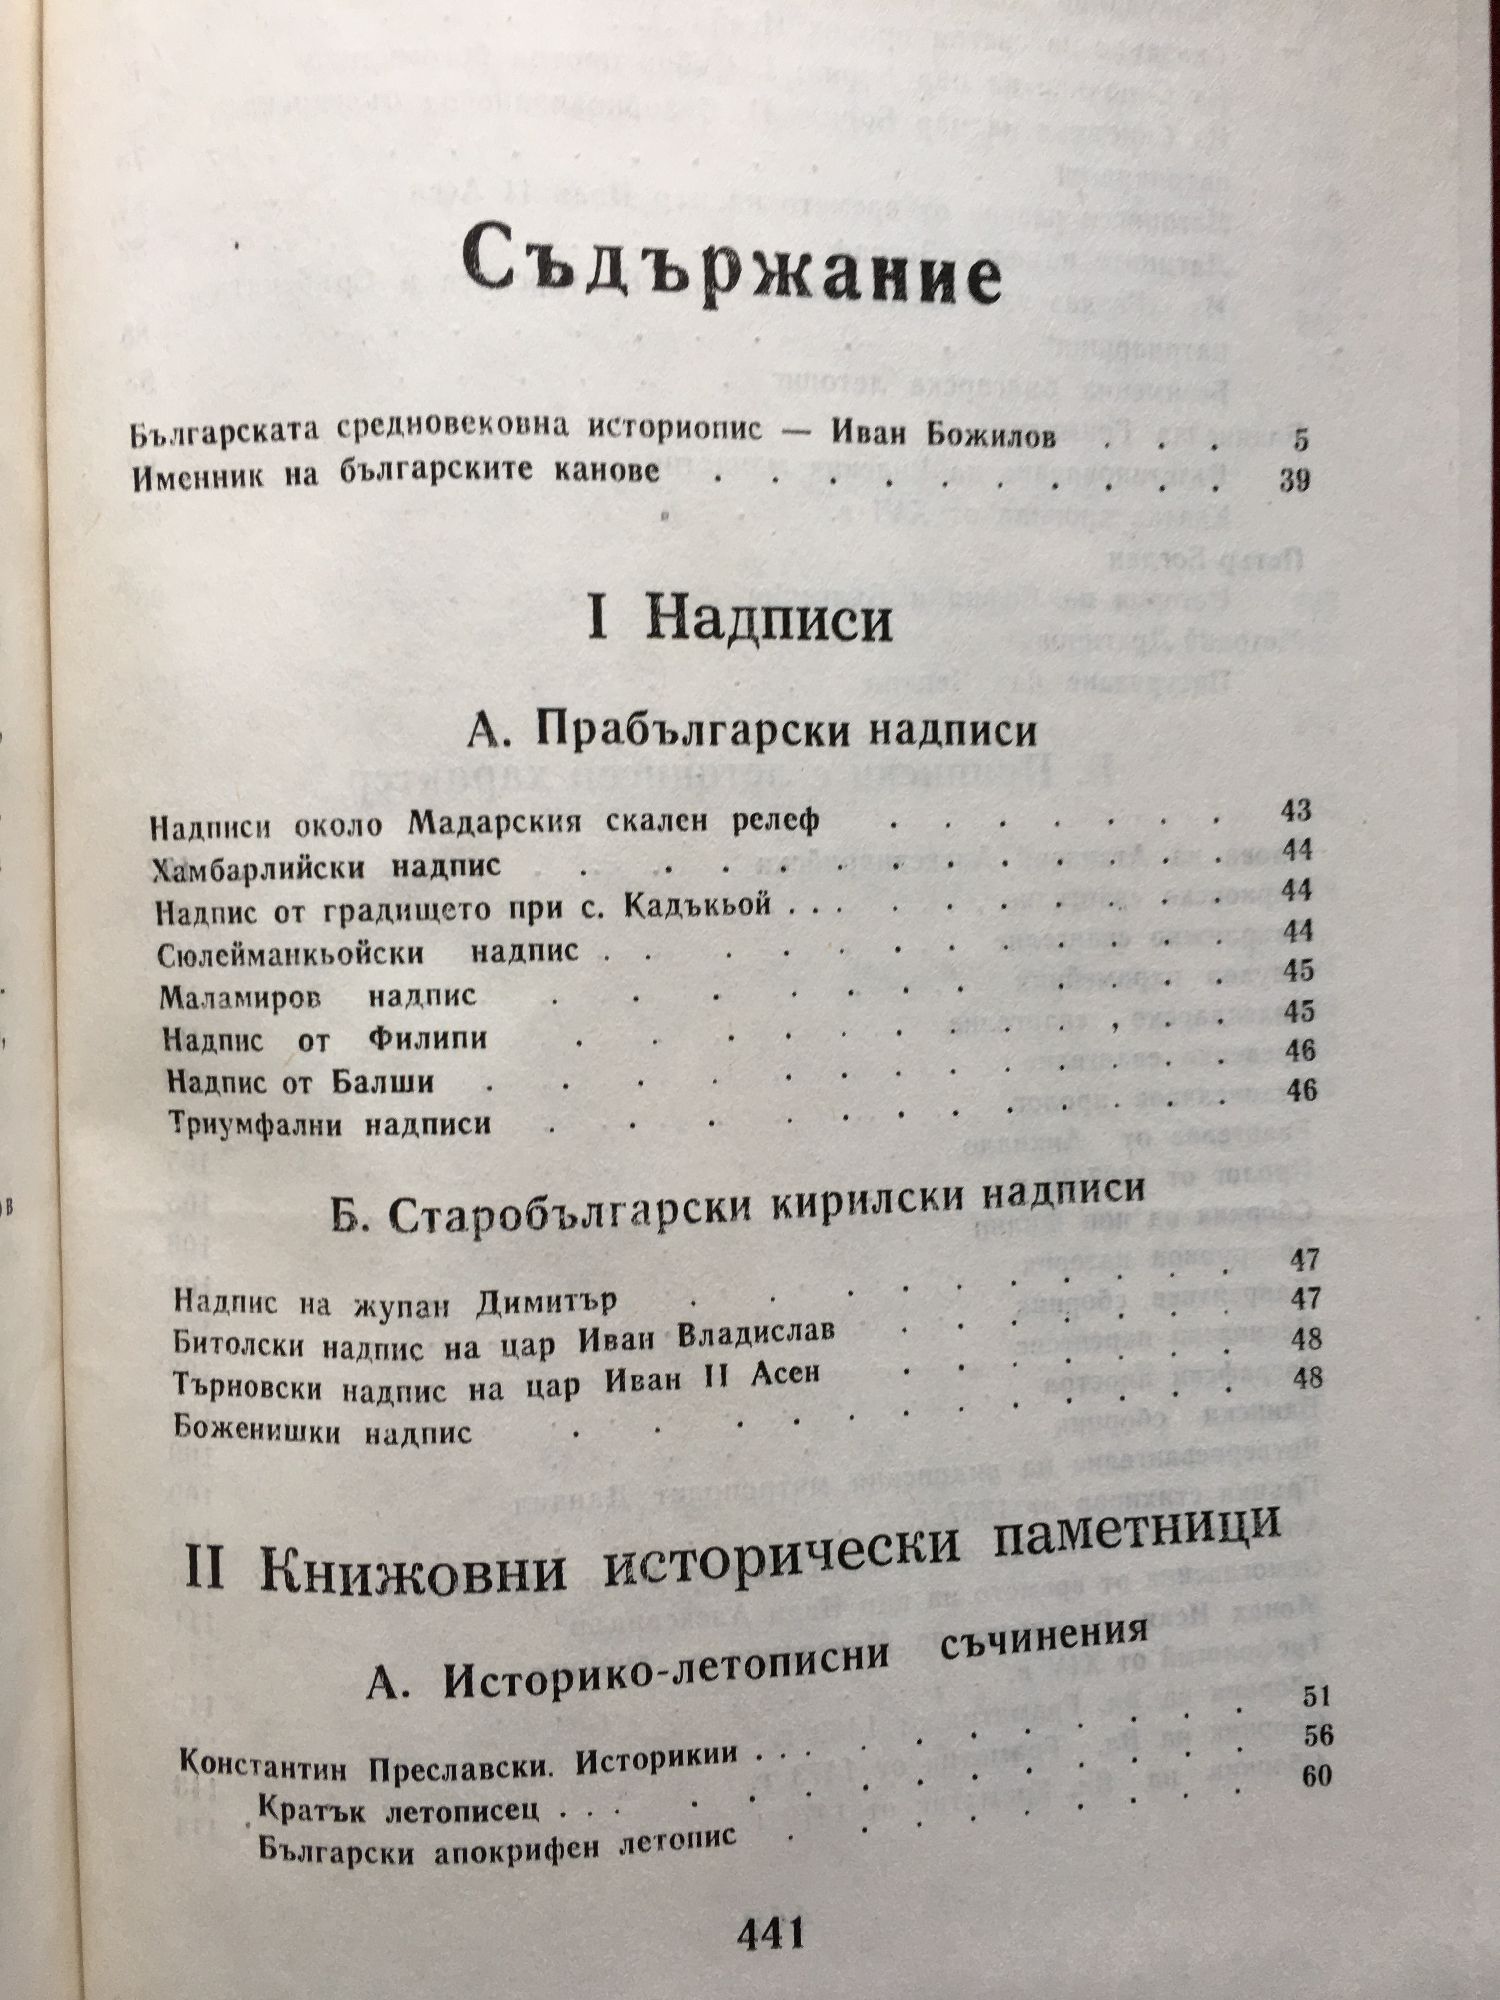 Съдържание
Българската средновековна историопис — Иван Божилов . . . 5
Именник на българските канове . . . . . . . . . . 39
I Надписи
А. Прабългарски надписи
Надписи около Мадарския скален релеф . . . . . . . 43
Хамбарлийски надпис . . . . . . . . . . . . 44
Надпис от градището при с. Кадъкьой . . . . . . . . . . 44
Сюлейманкьойски надпис . . . . . . . . . . . . 44
Маламиров надпис . . . . . . . . . . . 45
Надпис от Филипи . . . . . . . . . . . 45
Надпис от Балши . . . . . . . . . . . . 46
Триумфални надписи . . . . . . . . . . . 46
Б. Старобългарски кирилски надписи
Надпис на жупан Димитър . . . . . . . . . 47
Битолски надпис на цар Иван Владислав . . . . . . . 47
Търновски надпис на цар Иван II Асен . . . . . . . 48
Боженишки надпис . . . . . . . . . . . 48
II Книжовни исторически паметници
А. Историко-летописни съчинения
Константин Преславски. Историкии . . . . . . . . . . . 51
Кратък летописец . . . . . . . . . . . . . . 56
Български апокрифен летопис . . . . . . . . . 60
441